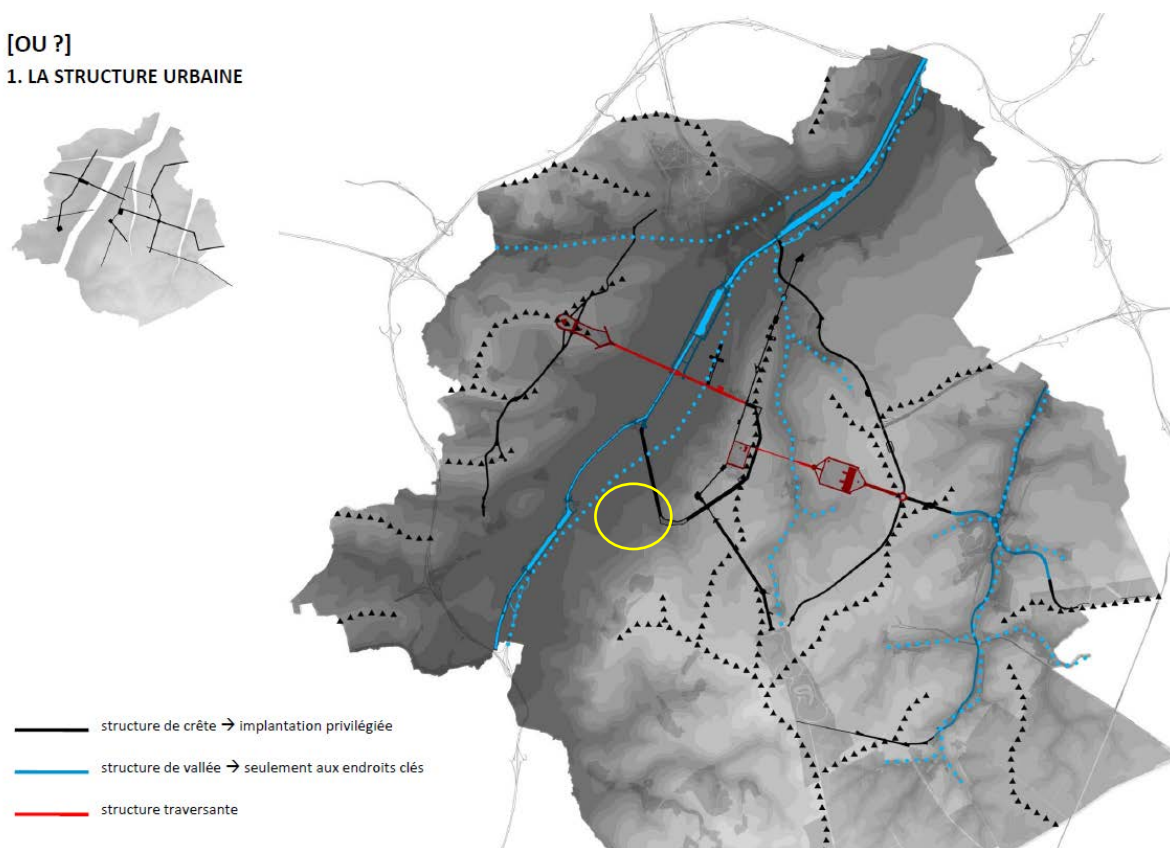 [OU ?]
1. LA STRUCTURE URBAINE
structure de crête → implantation privilégiée
structure de vallée → seulement aux endroits clés
structure traversante